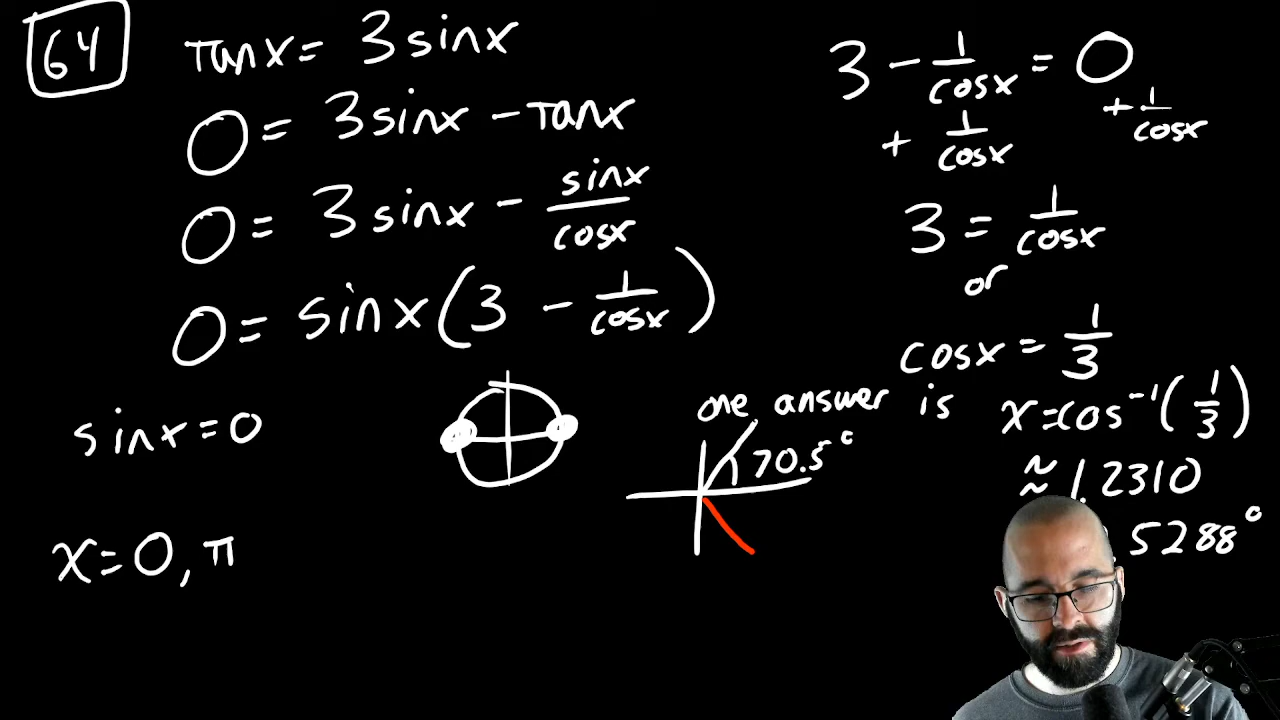 64
tanx = 3sinx
0 = 3sinx - tanx
0 = 3sinx - sinx/cosx
0 = sinx(3 - 1/cosx)
sinx = 0
x = 0, π
3 - 1/cosx = 0
+ 1/cosx + 1/cosx
3 = 1/cosx
or
cosx = 1/3
one answer is x = cos⁻¹(1/3)
≈ 1.2310
≈ .5288°
70.5°